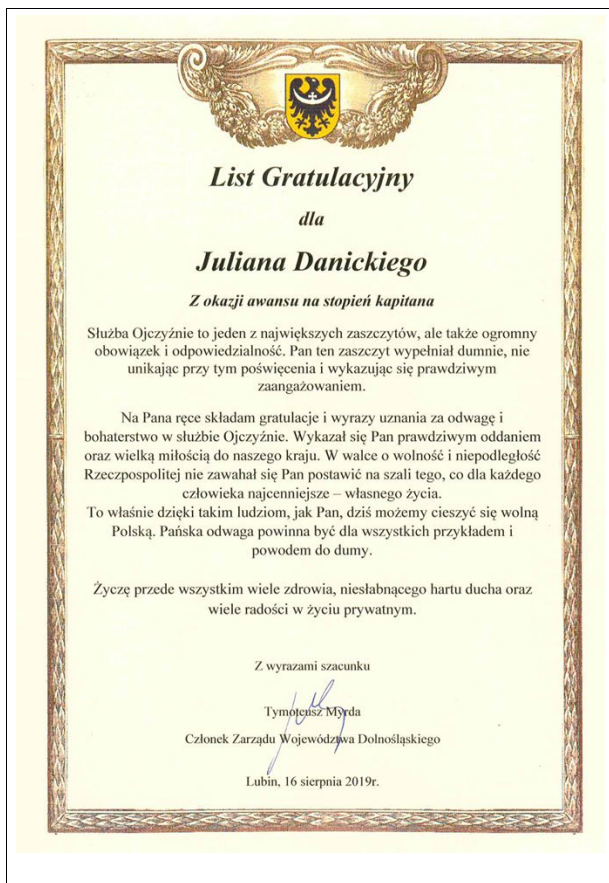 List Gratulacyjny
dla
Juliana Danickiego
Z okazji awansu na stopień kapitana
Służba Ojczyźnie to jeden z największych zaszczytów, ale także ogromny
obowiązek i odpowiedzialność. Pan ten zaszczyt wypełniał dumnie, nie
unikając przy tym poświęcenia i wykazując się prawdziwym
zaangażowaniem.
Na Pana ręce składam gratulacje i wyrazy uznania za odwagę i
bohaterstwo w służbie Ojczyźnie. Wykazał się Pan prawdziwym oddaniem
oraz wielką miłością do naszego kraju. W walce o wolność i niepodległość
Rzeczpospolitej nie zawahał się Pan postawić na szali tego, co dla każdego
człowieka najcenniejsze – własnego życia.
To właśnie dzięki takim ludziom, jak Pan, dziś możemy cieszyć się wolną
Polską. Pańska odwaga powinna być dla wszystkich przykładem i
powodem do dumy.
Życzę przede wszystkim wiele zdrowia, niesłabnącego hartu ducha oraz
wiele radości w życiu prywatnym.
Z wyrazami szacunku
Tymoteusz Myrda
Członek Zarządu Województwa Dolnośląskiego
Lubin, 16 sierpnia 2019r.